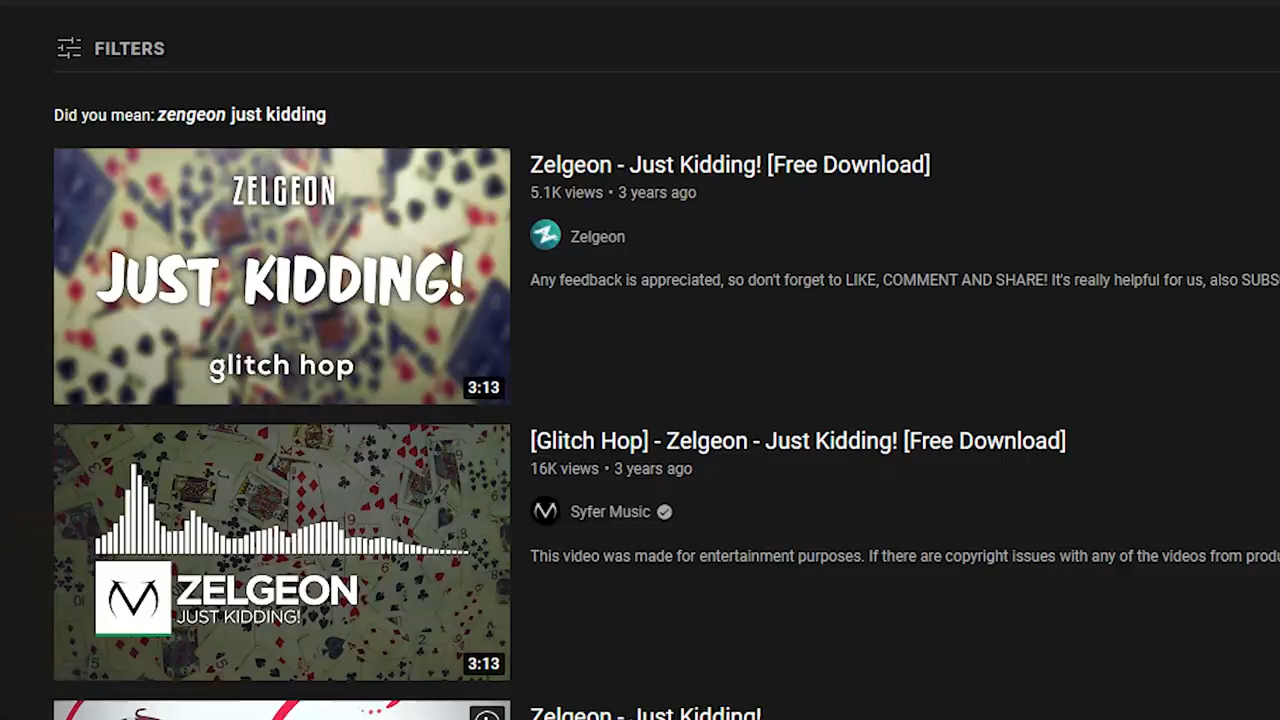 FILTERS
Did you mean: zengeon just kidding
ZELGEON
JUST KIDDING!
glitch hop
3:13
Zelgeon - Just Kidding! [Free Download]
5.1K views • 3 years ago
Zelgeon
Any feedback is appreciated, so don't forget to LIKE, COMMENT AND SHARE! It's really helpful for us, also SUBS
ZELGEON
JUST KIDDING!
3:13
[Glitch Hop] - Zelgeon - Just Kidding! [Free Download]
16K views • 3 years ago
Syfer Music
This video was made for entertainment purposes. If there are copyright issues with any of the videos from produ
Zelgeon - Just Kidding!